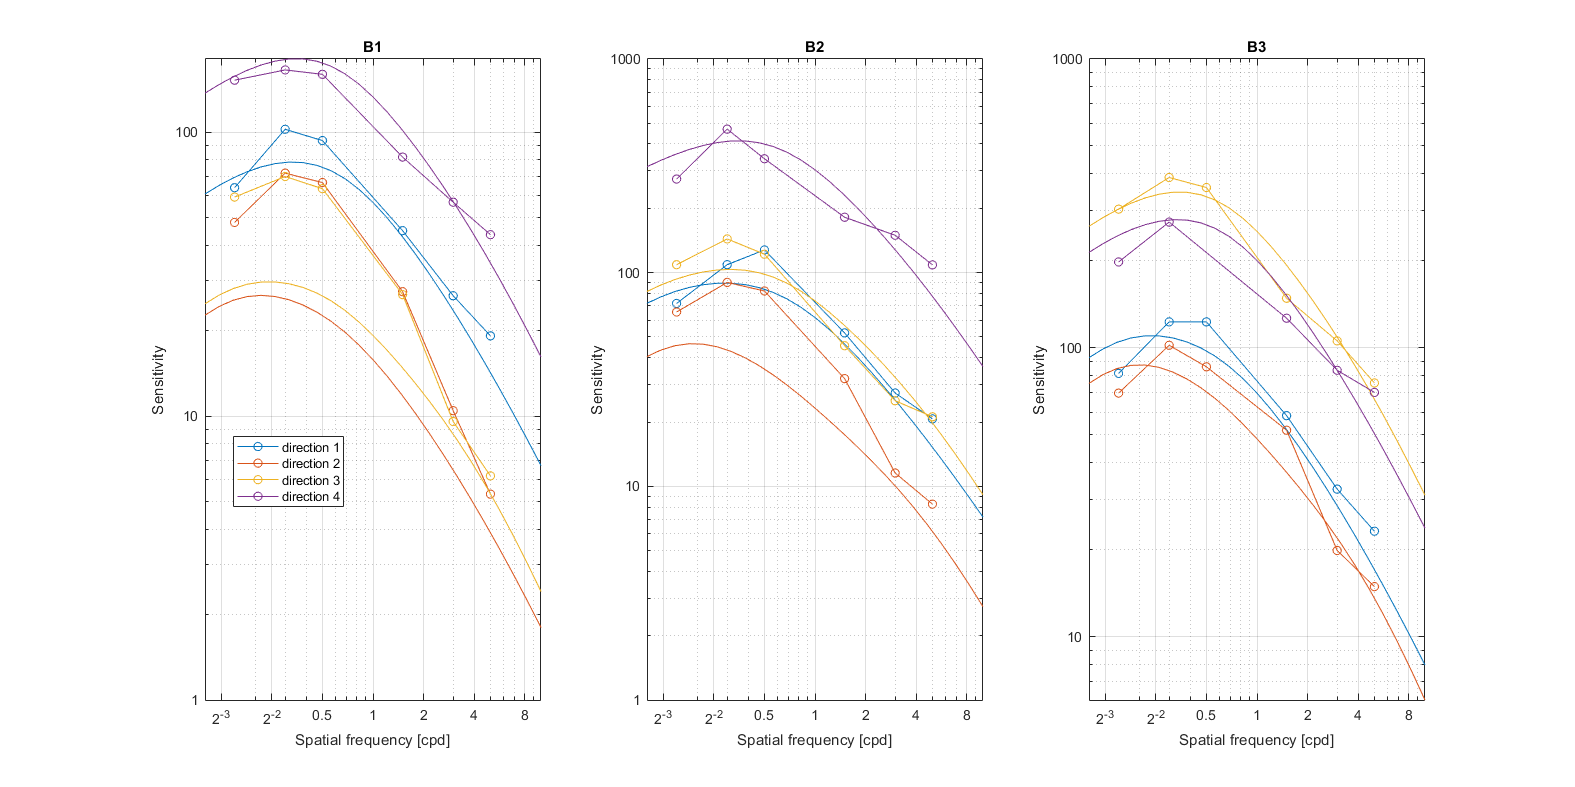 B1
B2
B3
100
10
1
Sensitivity
2-3
2-2
0.5
1
2
4
8
Spatial frequency [cpd]
direction 1
direction 2
direction 3
direction 4
1000
100
10
1
Sensitivity
2-3
2-2
0.5
1
2
4
8
Spatial frequency [cpd]
1000
100
10
Sensitivity
2-3
2-2
0.5
1
2
4
8
Spatial frequency [cpd]